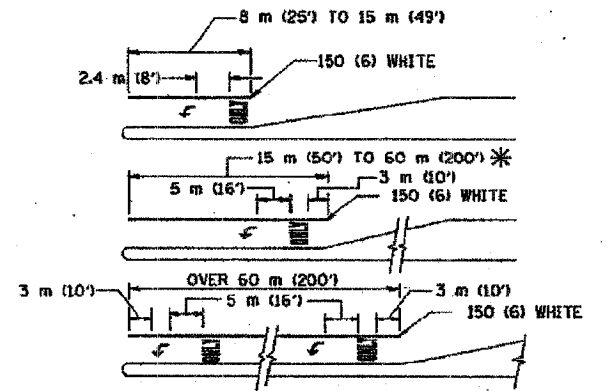 8 m (25') TO 15 m (49')
2.4 m (8')
150 (6) WHITE
ONLY
15 m (50') TO 60 m (200') *
5 m (16')
3 m (10')
150 (6) WHITE
ONLY
OVER 60 m (200')
3 m (10')
5 m (16')
3 m (10')
150 (6) WHITE
ONLY
ONLY